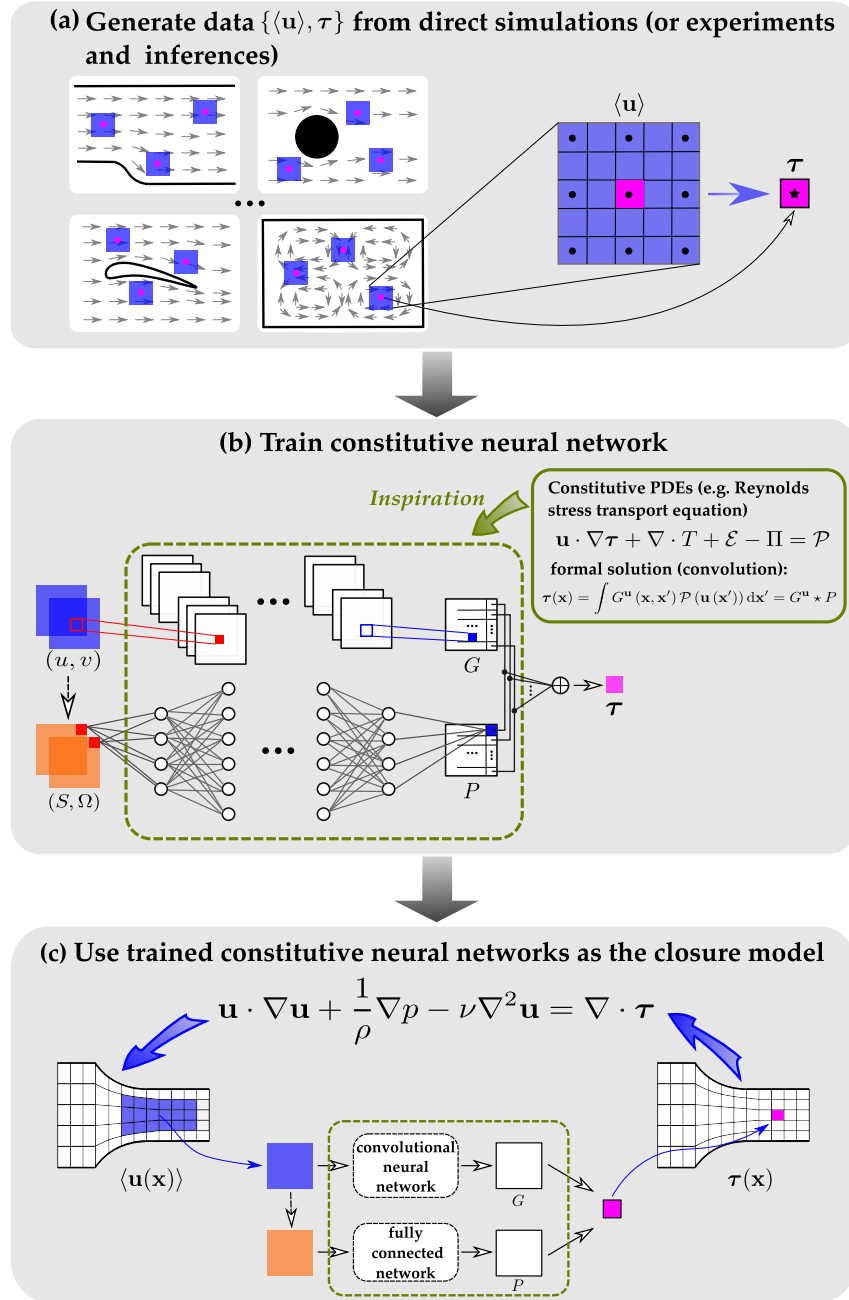 (a) Generate data {⟨u⟩, τ} from direct simulations (or experiments
and inferences)
⟨u⟩
τ
(b) Train constitutive neural network
Inspiration
Constitutive PDEs (e.g. Reynolds
stress transport equation)
u · ∇τ + ∇ · T + ℰ − Π = 𝒫
formal solution (convolution):
τ(x) = ∫ G^u (x, x′) 𝒫 (u (x′)) dx′ = G^u ⋆ P
(u, v)
G
τ
(S, Ω)
P
(c) Use trained constitutive neural networks as the closure model
u · ∇u + 1/ρ ∇p − ν∇²u = ∇ · τ
⟨u(x)⟩
convolutional
neural
network
G
τ(x)
fully
connected
network
P